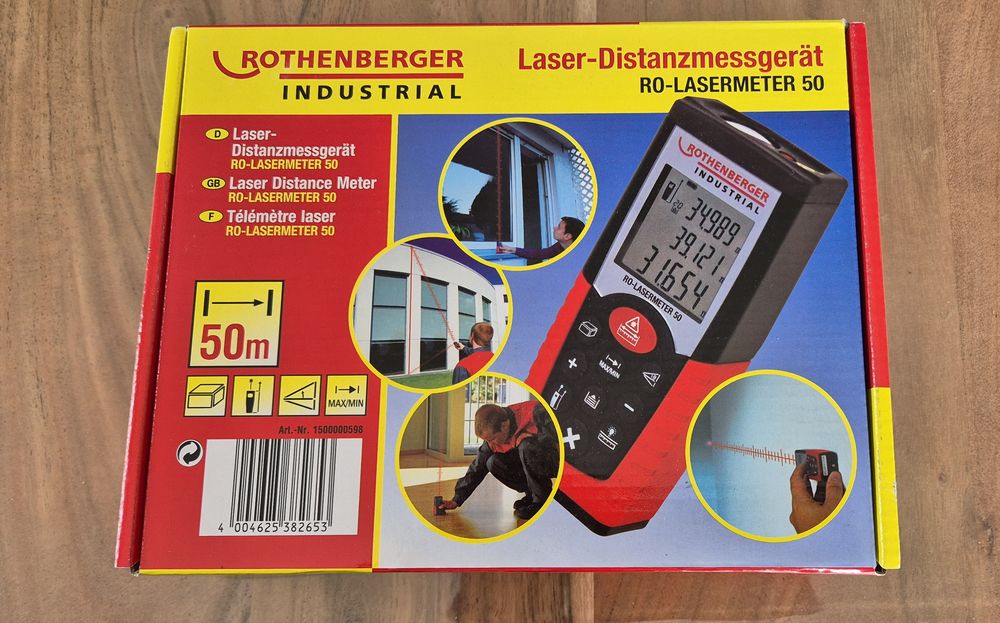 ROTHENBERGER
INDUSTRIAL
Laser-Distanzmessgerät
RO-LASERMETER 50
D Laser-
Distanzmessgerät
RO-LASERMETER 50
GB Laser Distance Meter
RO-LASERMETER 50
F Télémètre laser
RO-LASERMETER 50
50m
MAX/MIN
Art.-Nr. 1500000598
4 004625 382653
ROTHENBERGER
INDUSTRIAL
34.989
39.121
31.654
RO-LASERMETER 50
MAX/MIN